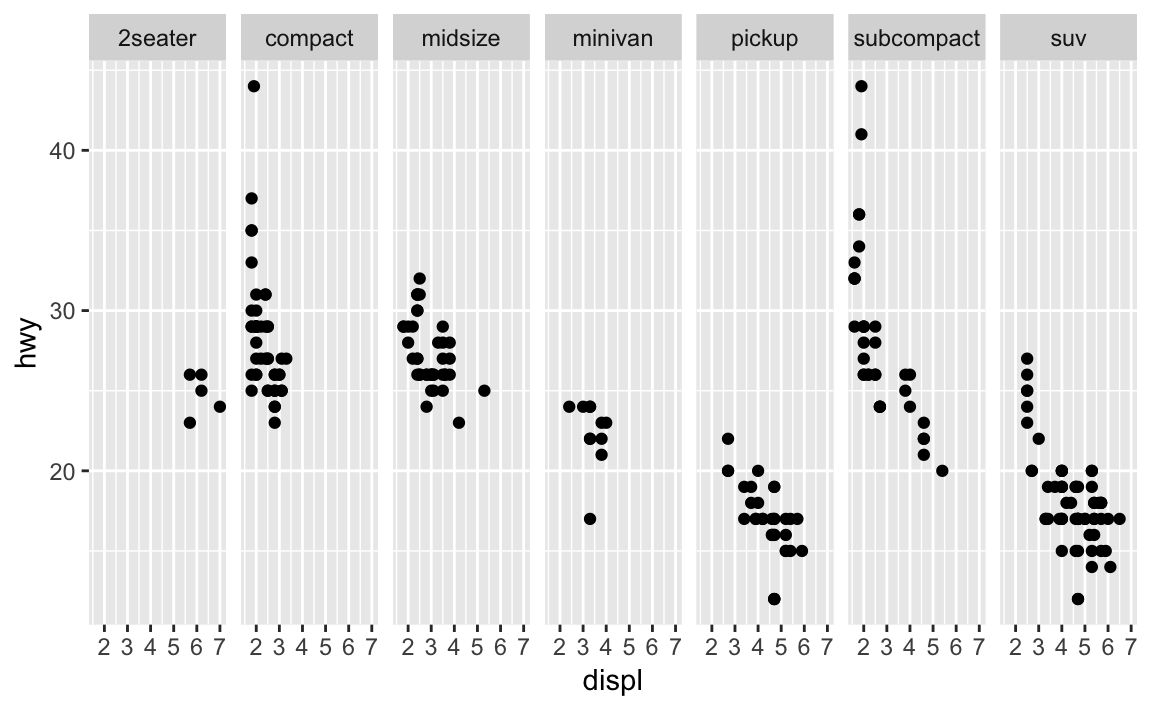 2seater compact midsize minivan pickup subcompact suv
40
30
20
hwy
2 3 4 5 6 7 2 3 4 5 6 7 2 3 4 5 6 7 2 3 4 5 6 7 2 3 4 5 6 7 2 3 4 5 6 7 2 3 4 5 6 7
displ